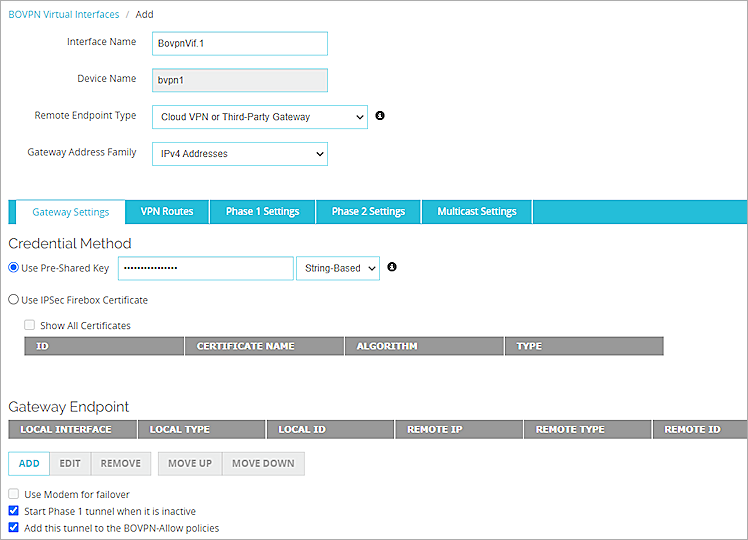 BOVPN Virtual Interfaces / Add
Interface Name BovpnVif.1
Device Name bvpn1
Remote Endpoint Type Cloud VPN or Third-Party Gateway
Gateway Address Family IPv4 Addresses
Gateway Settings VPN Routes Phase 1 Settings Phase 2 Settings Multicast Settings
Credential Method
Use Pre-Shared Key •••••••••••••••• String-Based
Use IPSec Firebox Certificate
Show All Certificates
ID CERTIFICATE NAME ALGORITHM TYPE
Gateway Endpoint
LOCAL INTERFACE LOCAL TYPE LOCAL ID REMOTE IP REMOTE TYPE REMOTE ID
ADD EDIT REMOVE MOVE UP MOVE DOWN
Use Modem for failover
Start Phase 1 tunnel when it is inactive
Add this tunnel to the BOVPN-Allow policies